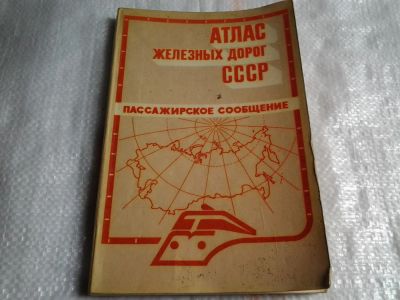 АТЛАС
ЖЕЛЕЗНЫХ ДОРОГ
СССР
ПАССАЖИРСКОЕ СООБЩЕНИЕ